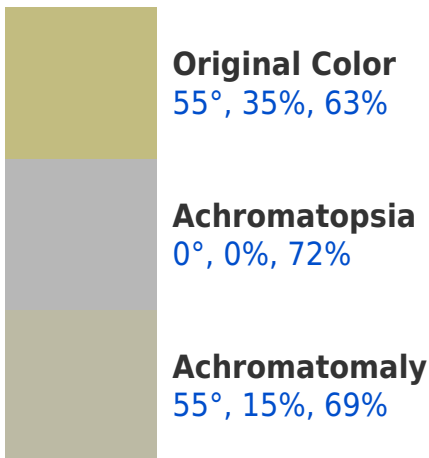 Original Color
55°, 35%, 63%
Achromatopsia
0°, 0%, 72%
Achromatomaly
55°, 15%, 69%